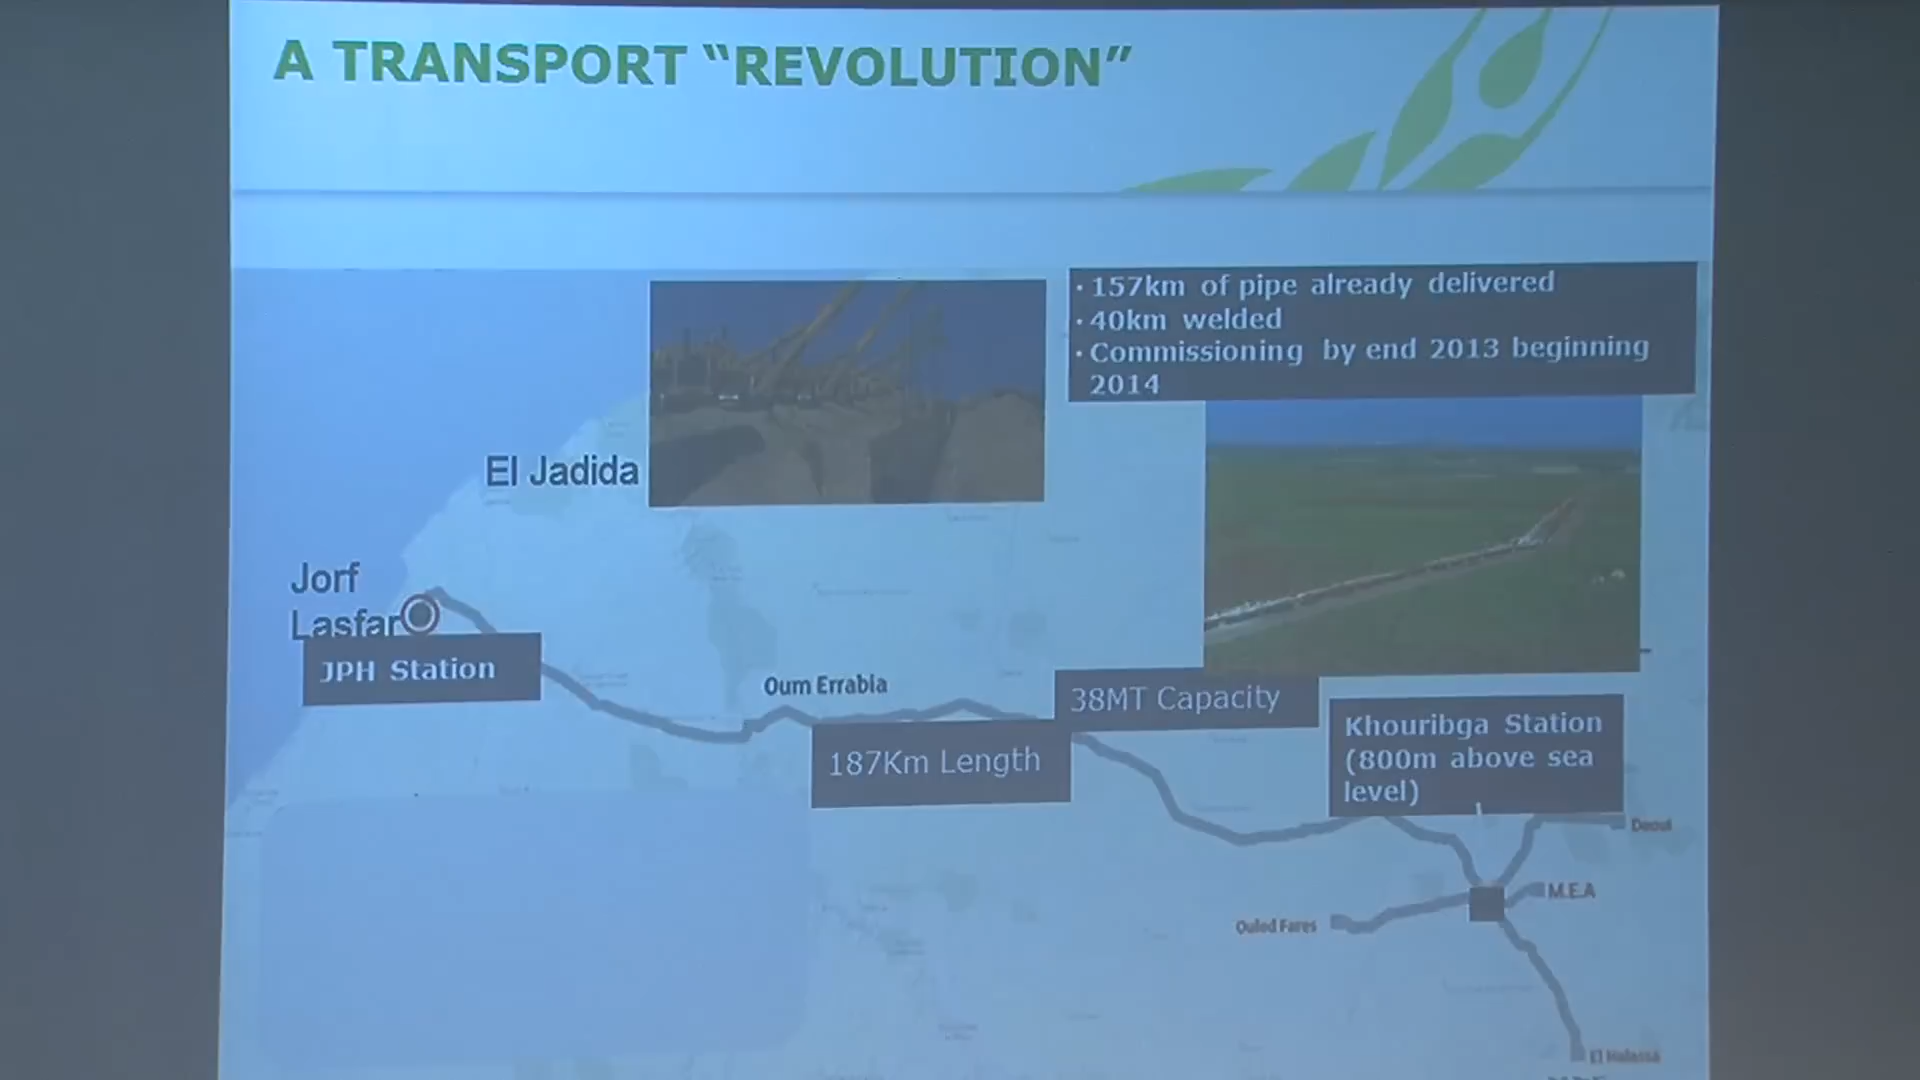 A TRANSPORT “REVOLUTION”
· 157km of pipe already delivered
· 40km welded
· Commissioning by end 2013 beginning
2014
El Jadida
Jorf
Lasfar
JPH Station
Oum Errabia
38MT Capacity
187Km Length
Khouribga Station
(800m above sea
level)
Daoui
M.E.A
Ouled Fares
El Halassa